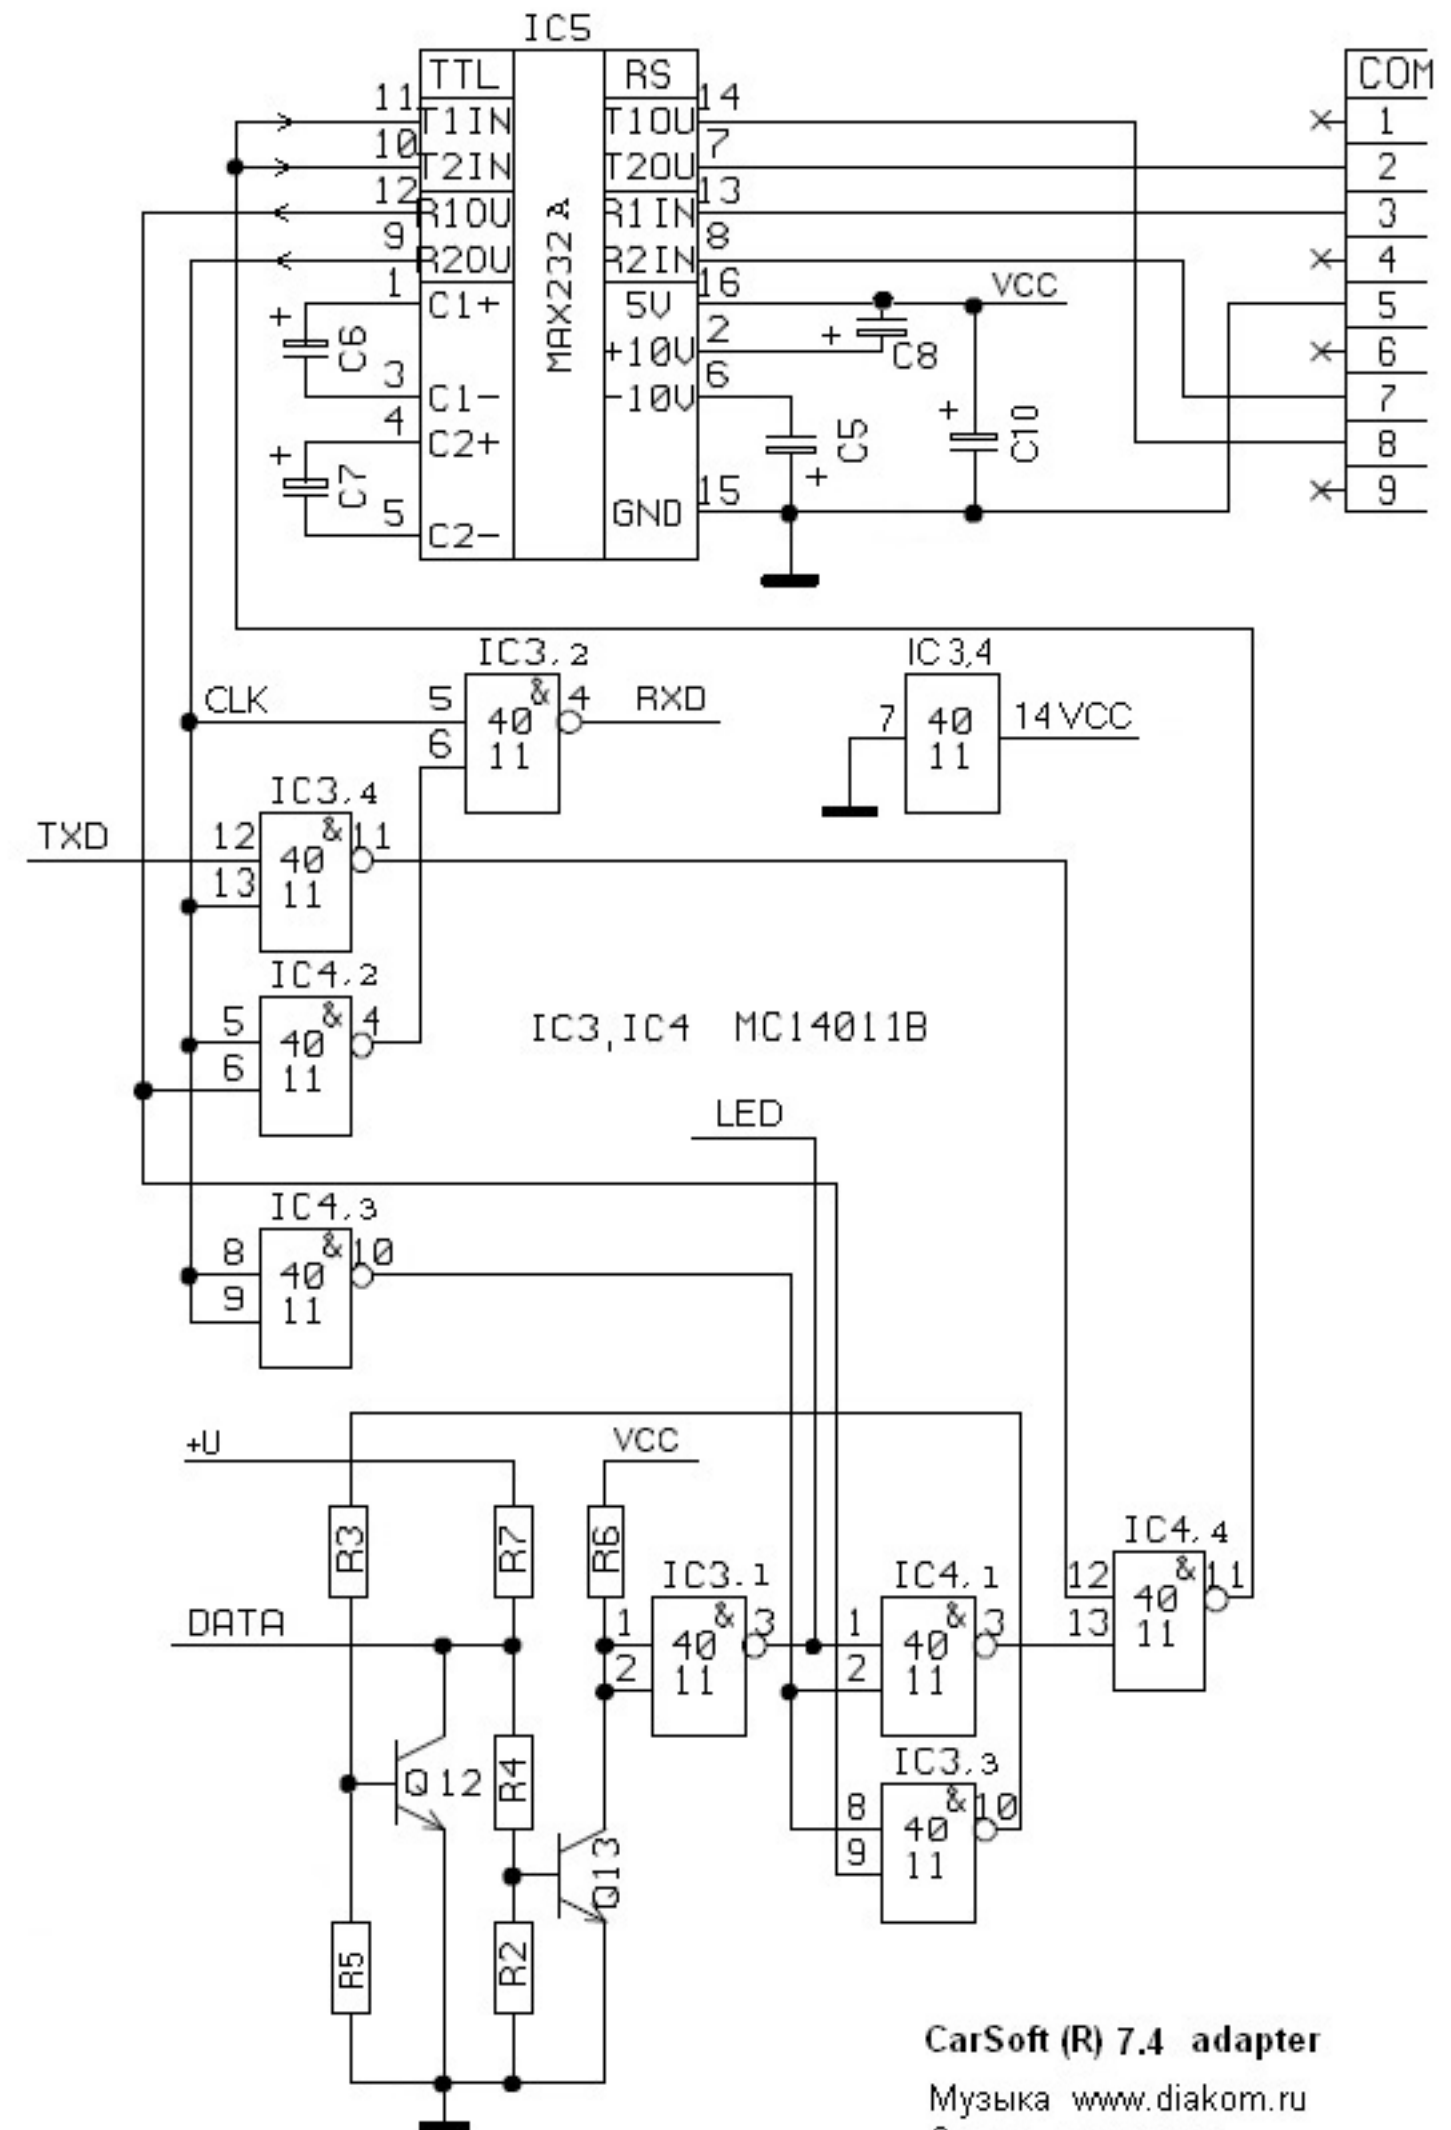 IC5
TTL
RS
COM
11
T1IN
T1OU
14
1
10
T2IN
T2OU
7
2
12
R1OU
R1IN
13
3
9
R2OU
R2IN
8
4
MAX232A
1
C1+
5V
16
VCC
5
+
C6
+10V
2
+
C8
6
3
C1-
-10V
6
7
4
C2+
+
C5
+
C10
8
+
C7
9
5
C2-
GND
15
IC3,2
IC3,4
CLK
5
&
4
RXD
40
11
6
7
40
11
14
VCC
IC3,4
TXD
12
&
11
40
11
13
IC4,2
5
&
4
40
11
6
IC3,IC4 MC14011B
LED
IC4,3
8
&
10
40
11
9
+U
VCC
R3
R7
R6
IC3.1
IC4,1
IC4,4
DATA
1
&
3
40
11
2
1
&
3
40
11
2
12
&
11
40
11
13
Q12
R4
IC3,3
8
&
10
40
11
9
Q13
R5
R2
CarSoft (R) 7.4 adapter
Музыка www.diakom.ru